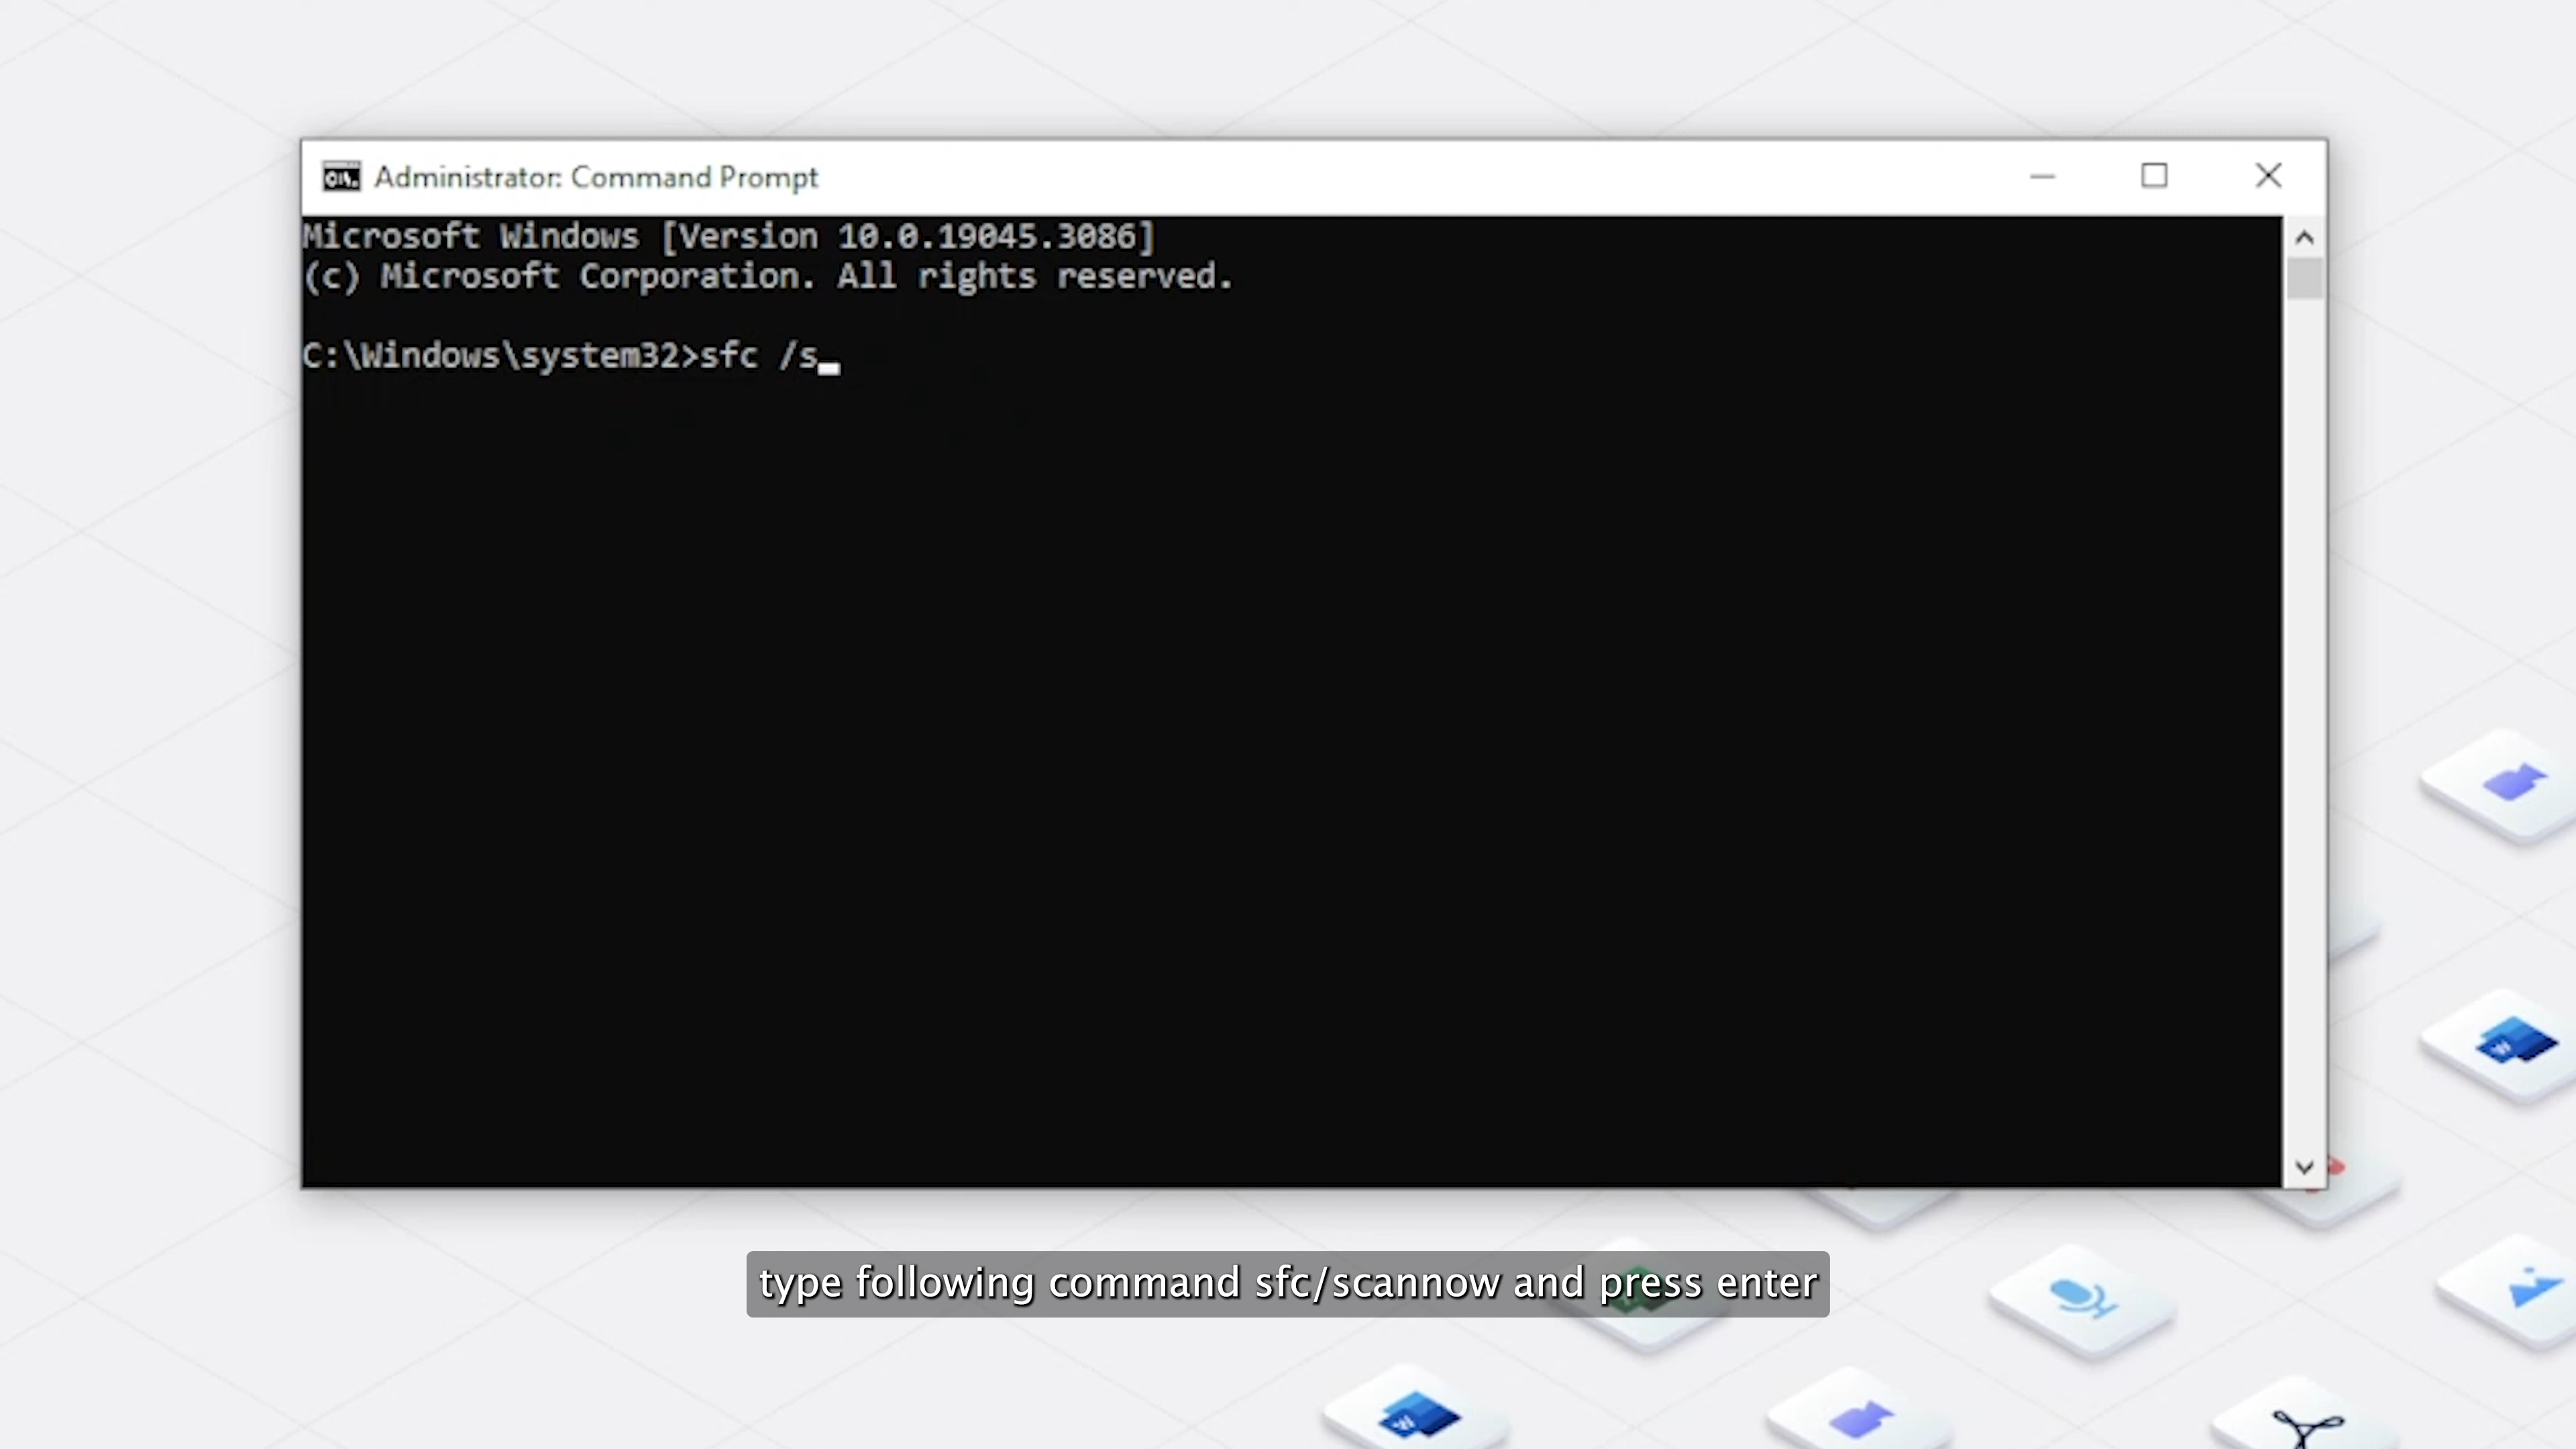 Administrator: Command Prompt
Microsoft Windows [Version 10.0.19045.3086]
(c) Microsoft Corporation. All rights reserved.
C:\Windows\system32>sfc /s
type following command sfc/scannow and press enter